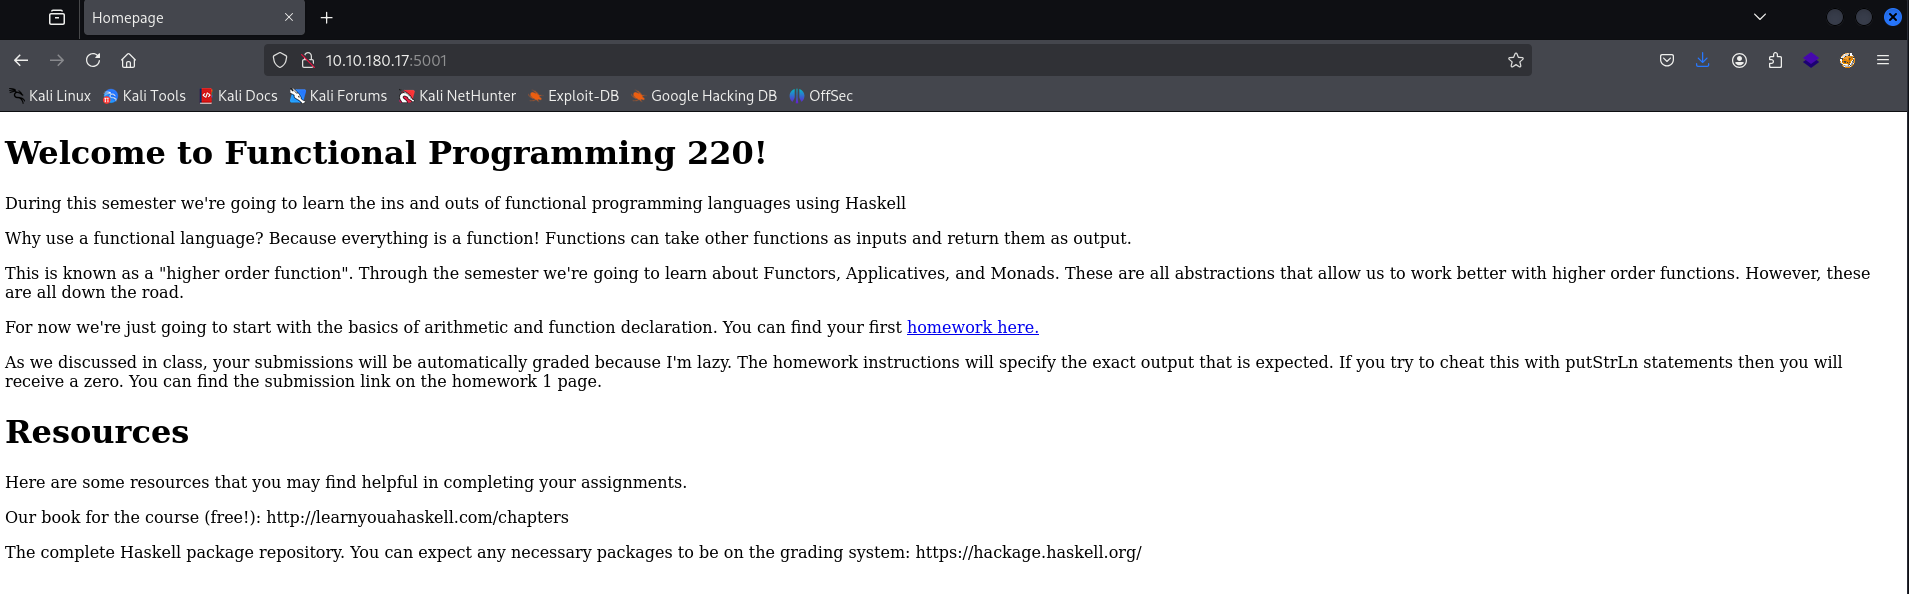 Homepage
10.10.180.17:5001
Kali Linux Kali Tools Kali Docs Kali Forums Kali NetHunter Exploit-DB Google Hacking DB OffSec
Welcome to Functional Programming 220!
During this semester we're going to learn the ins and outs of functional programming languages using Haskell
Why use a functional language? Because everything is a function! Functions can take other functions as inputs and return them as output.
This is known as a "higher order function". Through the semester we're going to learn about Functors, Applicatives, and Monads. These are all abstractions that allow us to work better with higher order functions. However, these
are all down the road.
For now we're just going to start with the basics of arithmetic and function declaration. You can find your first homework here.
As we discussed in class, your submissions will be automatically graded because I'm lazy. The homework instructions will specify the exact output that is expected. If you try to cheat this with putStrLn statements then you will
receive a zero. You can find the submission link on the homework 1 page.
Resources
Here are some resources that you may find helpful in completing your assignments.
Our book for the course (free!): http://learnyouahaskell.com/chapters
The complete Haskell package repository. You can expect any necessary packages to be on the grading system: https://hackage.haskell.org/